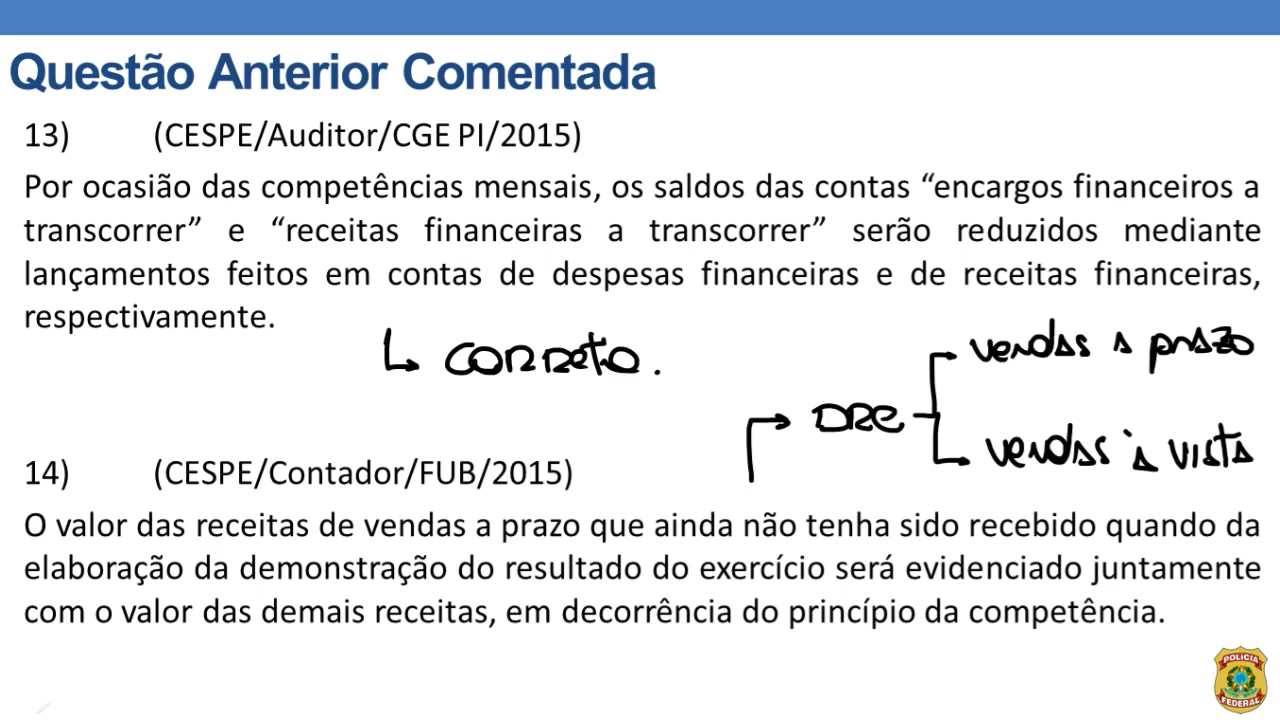 Questão Anterior Comentada
13) (CESPE/Auditor/CGE PI/2015)
Por ocasião das competências mensais, os saldos das contas “encargos financeiros a
transcorrer” e “receitas financeiras a transcorrer” serão reduzidos mediante
lançamentos feitos em contas de despesas financeiras e de receitas financeiras,
respectivamente.
correto.
vendas a prazo
DRE
vendas à vista
14) (CESPE/Contador/FUB/2015)
O valor das receitas de vendas a prazo que ainda não tenha sido recebido quando da
elaboração da demonstração do resultado do exercício será evidenciado juntamente
com o valor das demais receitas, em decorrência do princípio da competência.
POLÍCIA
FEDERAL